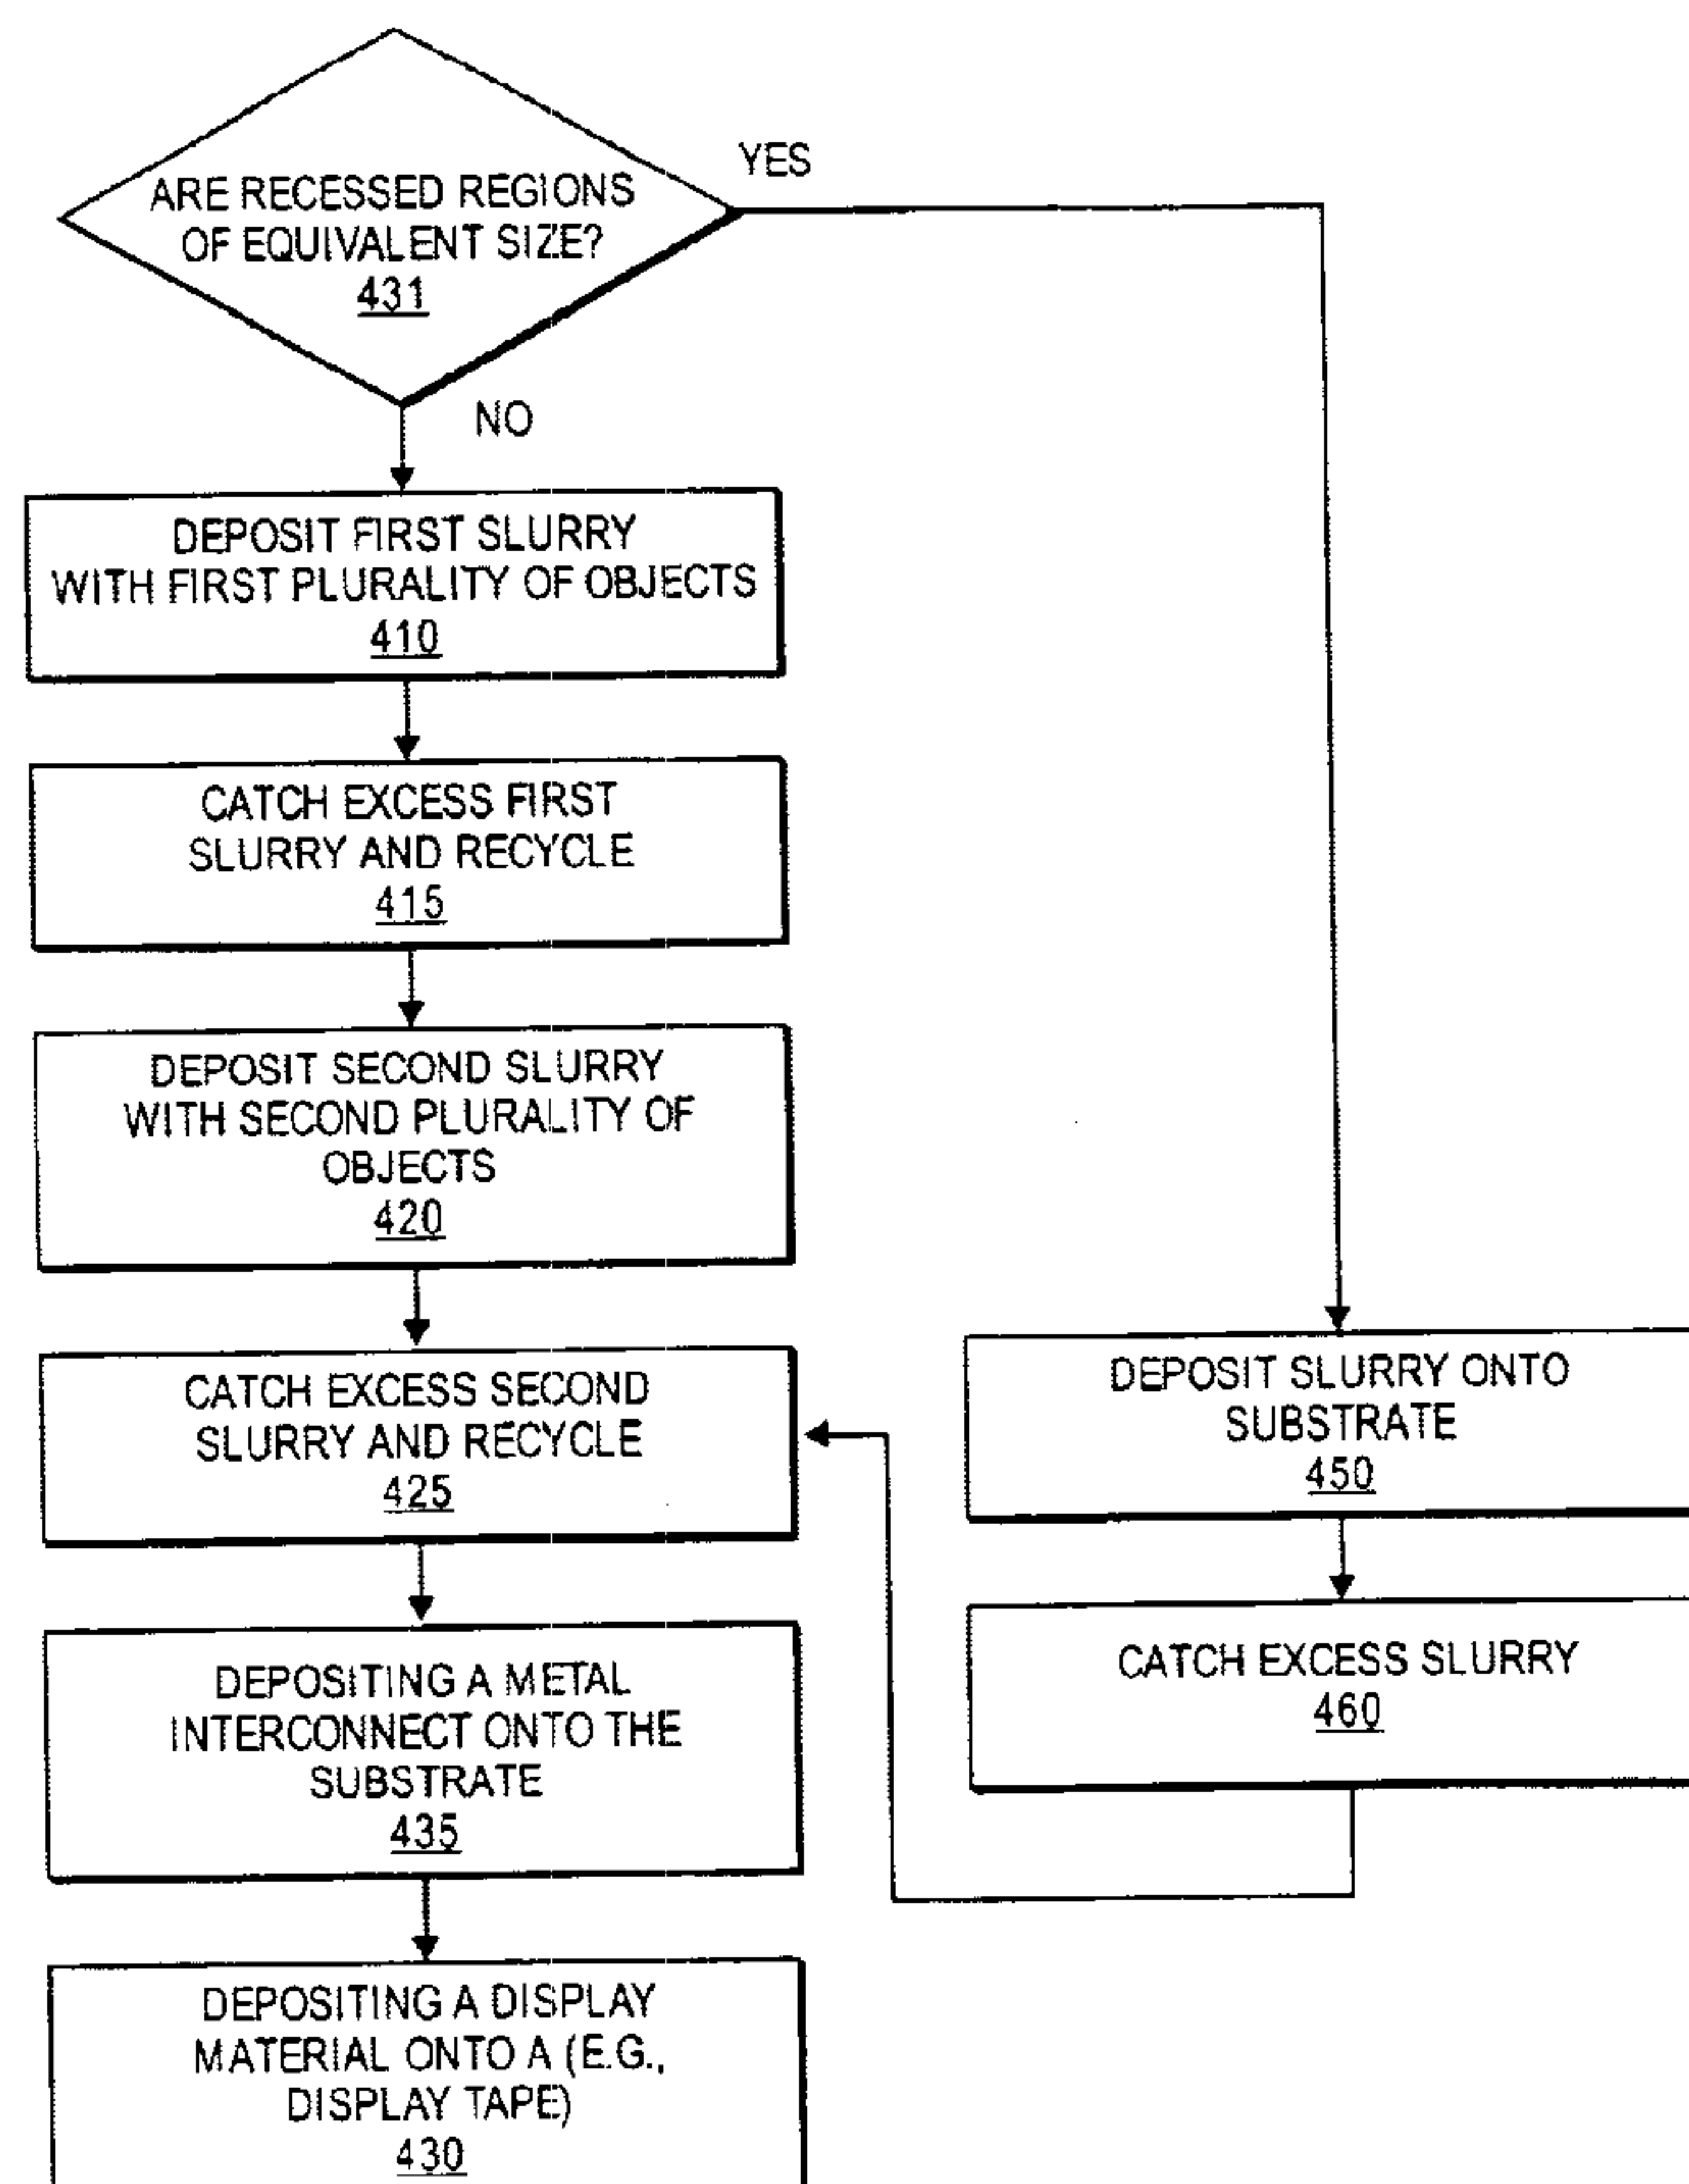 ARE RECESSED REGIONS
OF EQUIVALENT SIZE?
431
YES
NO
DEPOSIT FIRST SLURRY
WITH FIRST PLURALITY OF OBJECTS
410
CATCH EXCESS FIRST
SLURRY AND RECYCLE
415
DEPOSIT SECOND SLURRY
WITH SECOND PLURALITY OF
OBJECTS
420
CATCH EXCESS SECOND
SLURRY AND RECYCLE
425
DEPOSITING A METAL
INTERCONNECT ONTO THE
SUBSTRATE
435
DEPOSITING A DISPLAY
MATERIAL ONTO A (E.G.,
DISPLAY TAPE)
430
DEPOSIT SLURRY ONTO
SUBSTRATE
450
CATCH EXCESS SLURRY
460